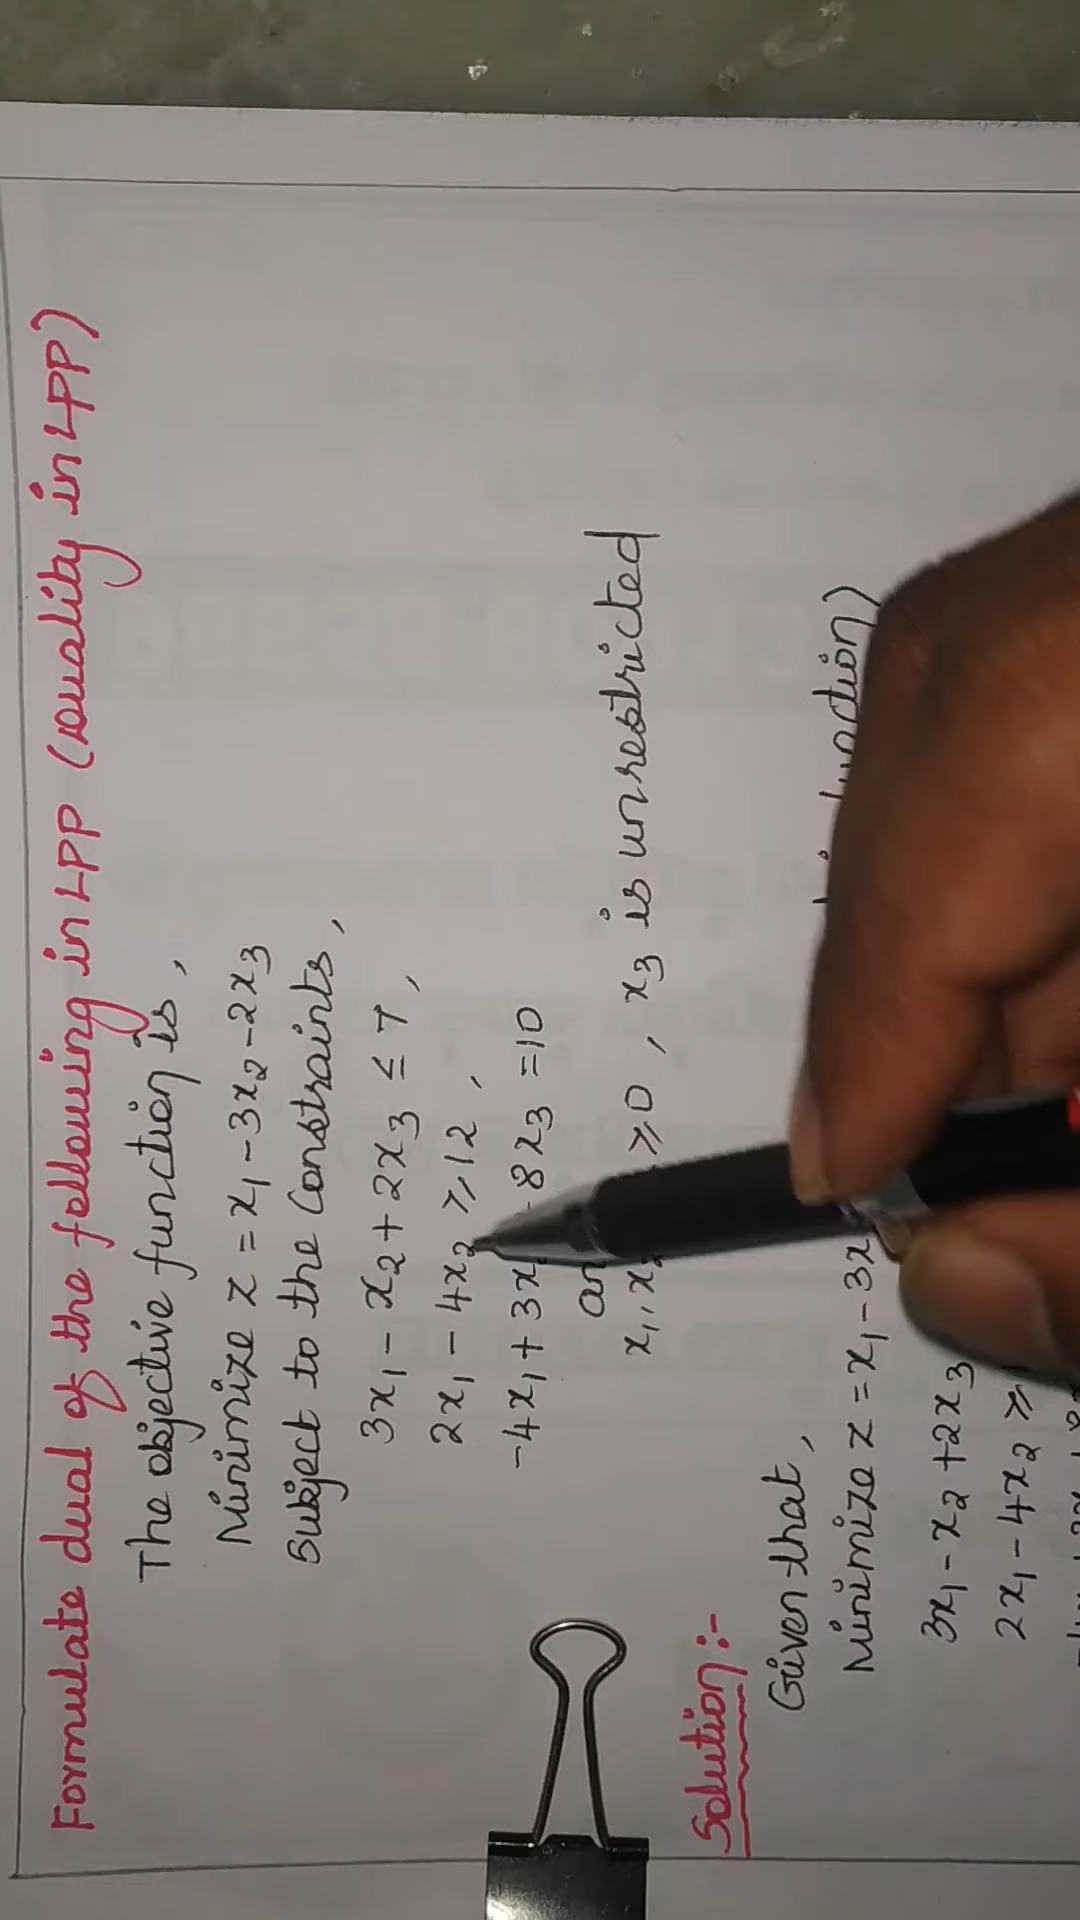 Formulate dual of the following in LPP (Duality in LPP)
The objective function is,
Minimize z = x₁ - 3x₂ - 2x₃
Subject to the Constraints,
3x₁ - x₂ + 2x₃ ≤ 7,
2x₁ - 4x₂ ≥ 12,
-4x₁ + 3x 8x₃ = 10
x₁, x ≥ 0, x₃ is unrestricted
Solution:-
Given that,
Minimize z = x₁ - 3x
3x₁ - x₂ + 2x₃
2x₁ - 4x₂ ≥